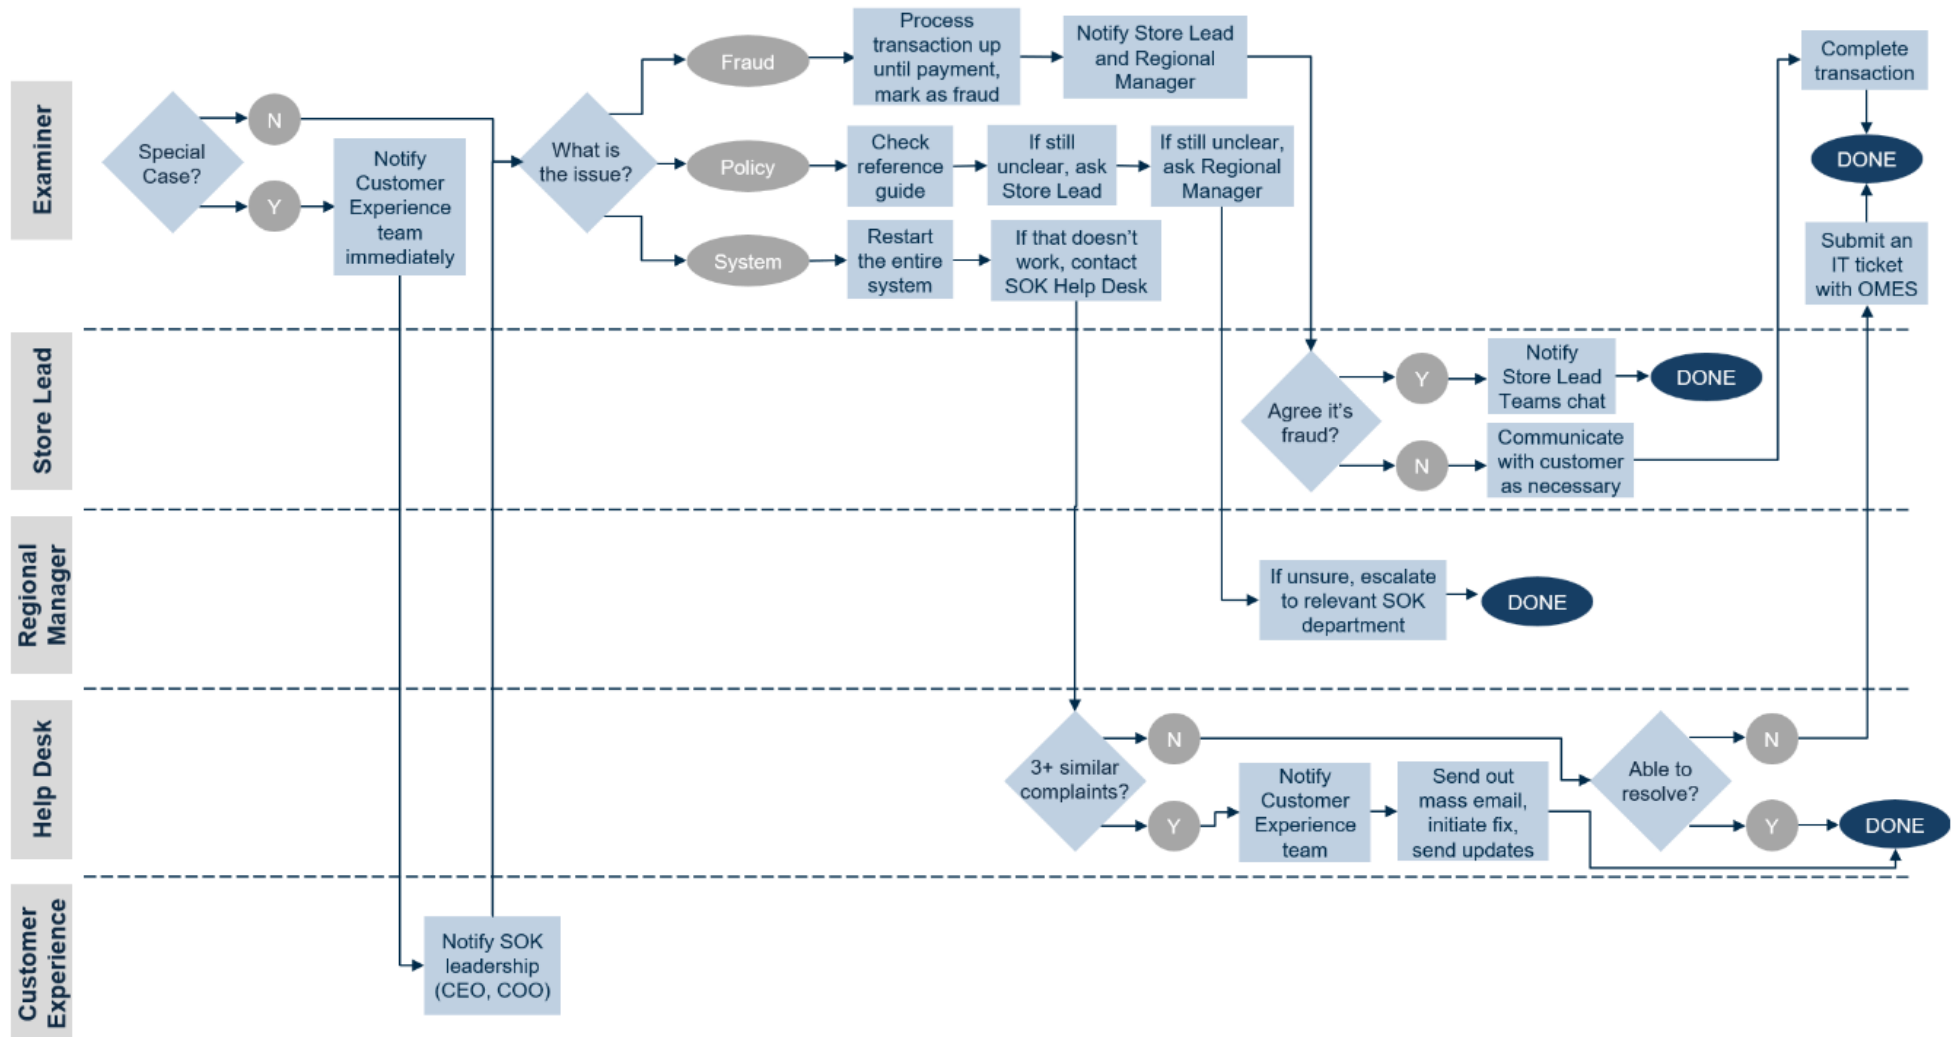 Examiner
Special
Case?
N
Y
Notify
Customer
Experience
team
immediately
What is
the issue?
Fraud
Process
transaction up
until payment,
mark as fraud
Notify Store Lead
and Regional
Manager
Policy
Check
reference
guide
If still
unclear, ask
Store Lead
If still unclear,
ask Regional
Manager
System
Restart
the entire
system
If that doesn't
work, contact
SOK Help Desk
Complete
transaction
DONE
Submit an
IT ticket
with OMES
Store Lead
Agree it's
fraud?
Y
Notify
Store Lead
Teams chat
DONE
N
Communicate
with customer
as necessary
Regional
Manager
If unsure, escalate
to relevant SOK
department
DONE
Help Desk
3+ similar
complaints?
N
Y
Notify
Customer
Experience
team
Send out
mass email,
initiate fix,
send updates
Able to
resolve?
N
Y
DONE
Customer
Experience
Notify SOK
leadership
(CEO, COO)